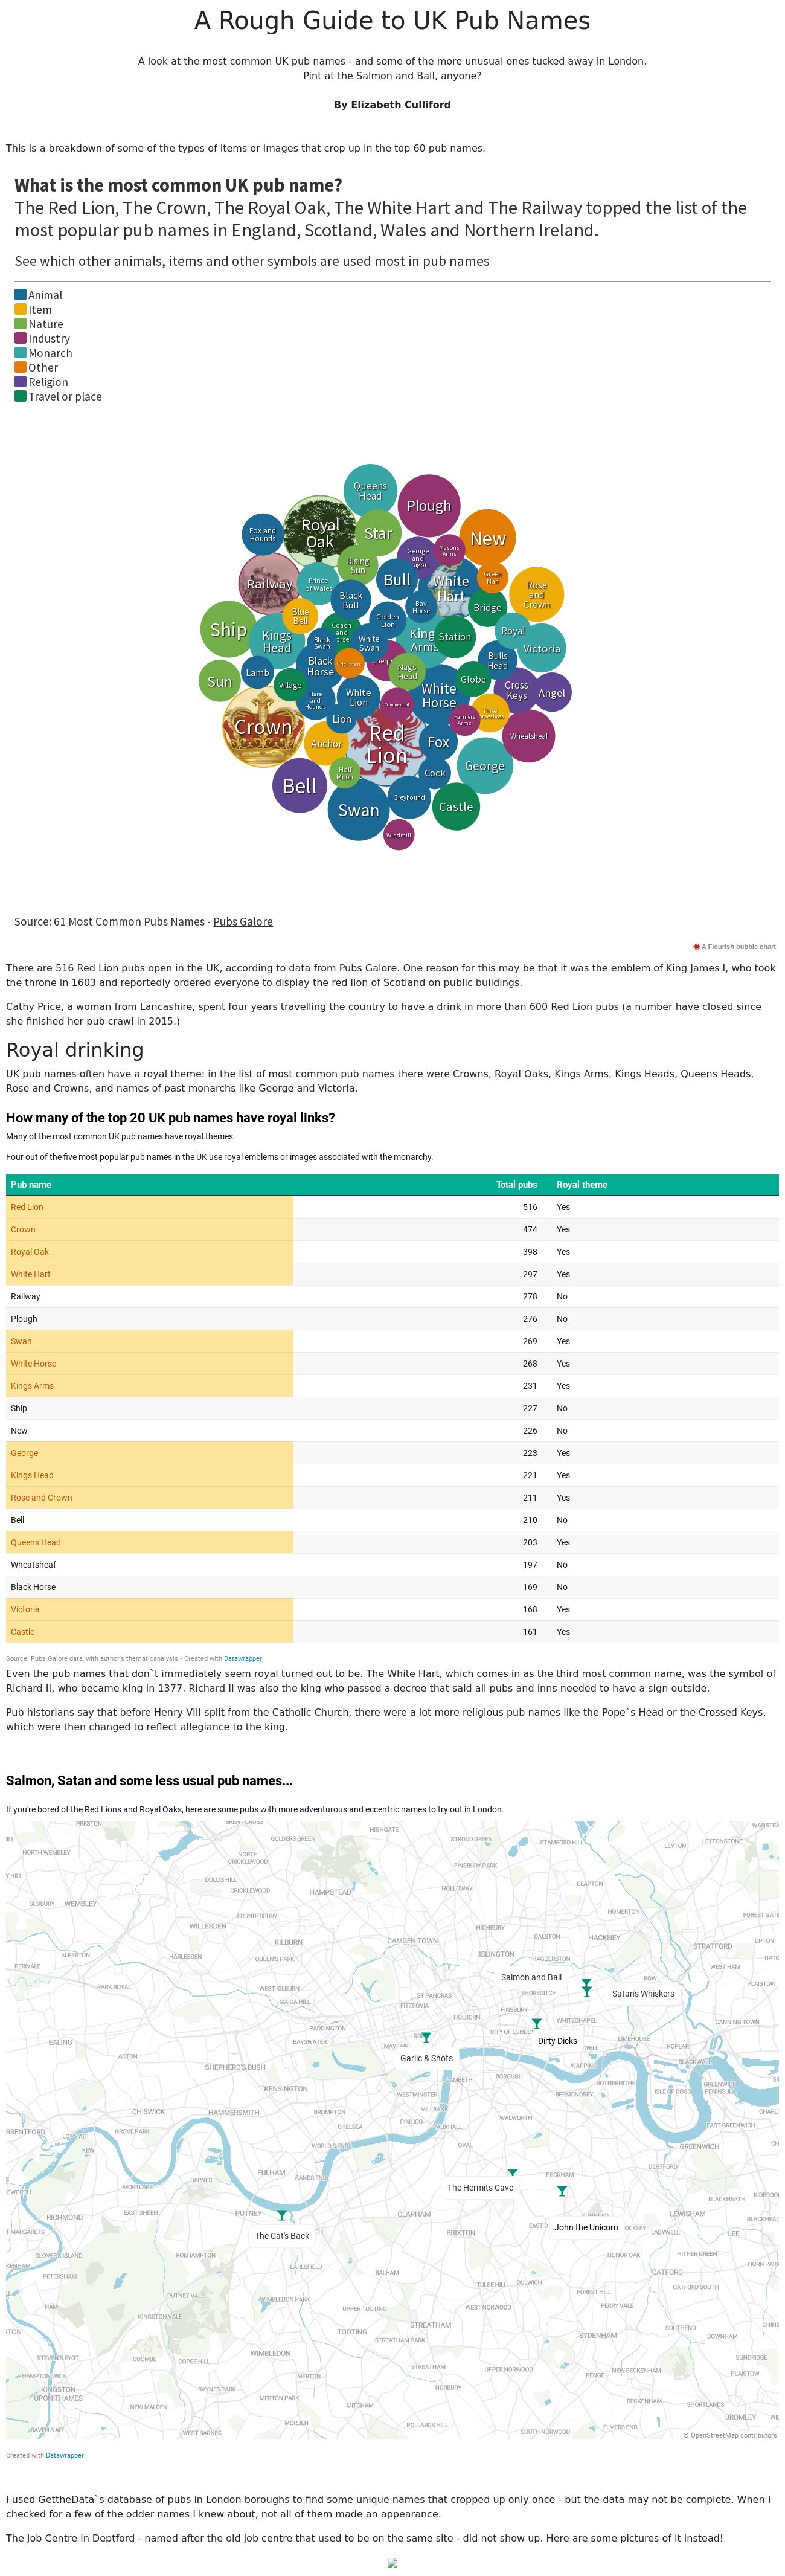 A Rough Guide to UK Pub Names
A look at the most common UK pub names - and some of the more unusual ones tucked away in London.
Pint at the Salmon and Ball, anyone?
By Elizabeth Culliford
This is a breakdown of some of the types of items or images that crop up in the top 60 pub names.
What is the most common UK pub name?
The Red Lion, The Crown, The Royal Oak, The White Hart and The Railway topped the list of the
most popular pub names in England, Scotland, Wales and Northern Ireland.
See which other animals, items and other symbols are used most in pub names
Animal
Item
Nature
Industry
Monarch
Other
Religion
Travel or place
Queens
Head
Plough
Royal
Oak
Star
Fox and
Hounds
New
George
and
Masons
Arms
Rising
Sun
Railway
Prince
of Wales
Bull
White
Hart
Green
Man
Rose
and
Crown
Black
Bull
Bay
Horse
Bridge
Blue
Bell
Golden
Lion
Ship
Kings
Head
Coach
and
Black
Swan
White
Swan
King
Arms
Station
Royal
Victoria
Bulls
Head
Black
Horse
Nags
Head
Sun
Lamb
Village
Globe
Cross
Keys
Angel
Hare
and
Hounds
White
Lion
White
Horse
Commercial
Lion
Farmers
Arms
Crown
Red
Lion
Anchor
Fox
Wheatsheaf
Half
Moon
Cock
George
Bell
Swan
Greyhound
Castle
Windmill
Source: 61 Most Common Pubs Names - Pubs Galore
A Flourish bubble chart
There are 516 Red Lion pubs open in the UK, according to data from Pubs Galore. One reason for this may be that it was the emblem of King James I, who took
the throne in 1603 and reportedly ordered everyone to display the red lion of Scotland on public buildings.
Cathy Price, a woman from Lancashire, spent four years travelling the country to have a drink in more than 600 Red Lion pubs (a number have closed since
she finished her pub crawl in 2015.)
Royal drinking
UK pub names often have a royal theme: in the list of most common pub names there were Crowns, Royal Oaks, Kings Arms, Kings Heads, Queens Heads,
Rose and Crowns, and names of past monarchs like George and Victoria.
How many of the top 20 UK pub names have royal links?
Many of the most common UK pub names have royal themes.
Four out of the five most popular pub names in the UK use royal emblems or images associated with the monarchy.
Pub name Total pubs Royal theme
Red Lion 516 Yes
Crown 474 Yes
Royal Oak 398 Yes
White Hart 297 Yes
Railway 278 No
Plough 276 No
Swan 269 Yes
White Horse 268 Yes
Kings Arms 231 Yes
Ship 227 No
New 226 No
George 223 Yes
Kings Head 221 Yes
Rose and Crown 211 Yes
Bell 210 No
Queens Head 203 Yes
Wheatsheaf 197 No
Black Horse 169 No
Victoria 168 Yes
Castle 161 Yes
Source: Pubs Galore data, with author's thematicanalysis • Created with Datawrapper
Even the pub names that don`t immediately seem royal turned out to be. The White Hart, which comes in as the third most common name, was the symbol of
Richard II, who became king in 1377. Richard II was also the king who passed a decree that said all pubs and inns needed to have a sign outside.
Pub historians say that before Henry VIII split from the Catholic Church, there were a lot more religious pub names like the Pope`s Head or the Crossed Keys,
which were then changed to reflect allegiance to the king.
Salmon, Satan and some less usual pub names...
If you're bored of the Red Lions and Royal Oaks, here are some pubs with more adventurous and eccentric names to try out in London.
PRESTON
GOLDERS GREEN
HIGHGATE
STROUD GREEN
STAMFORD HILL
LEYTON
LEYTONSTONE
NORTH WEMBLEY
NORTH
CRICKLEWOOD
FINSBURY PARK
DOLLIS HILL
CRICKLEWOOD
HAMPSTEAD
HOLLOWAY
CLAPTON
SUDBURY
WEMBLEY
HOMERTON
BRONDESBURY
WILLESDEN
HIGHBURY
KILBURN
CAMDEN TOWN
DALSTON
HACKNEY
STRATFORD
UPTON
ALPERTON
HARLESDEN
QUEEN'S PARK
ISLINGTON
HAGGERSTON
WEST HAM
PERIVALE
PARK ROYAL
WEST KILBURN
MAIDA HILL
ST PANCRAS
FITZROVIA
Salmon and Ball
SHOREDITCH
BOW
Satan's Whiskers
PLAISTOW
HOLBORN
FINSBURY
CITY OF LONDON
WHITECHAPEL
CANNING TOWN
PADDINGTON
BAYSWATER
EALING
ACTON
Dirty Dicks
LIMEHOUSE
POPLAR
SHEPHERD'S BUSH
Garlic & Shots
WAPPING
BLACKWALL
KENSINGTON
WESTMINSTER
BOROUGH
BERMONDSEY
ROTHERHITHE
ISLE OF DOGS
GREENWICH
PENINSULA
CHISWICK
HAMMERSMITH
BROMPTON
CHELSEA
MILLBANK
PIMLICO
VAUXHALL
WALWORTH
BRENTFORD
GROVE PARK
KEW
WORLD'S END
OVAL
EAST GREENWICH
GREENWICH
DEPTFORD
MORTLAKE
BARNES
FULHAM
SANDS END
The Hermits Cave
PECKHAM
BLACKHEATH
RICHMOND
EAST SHEEN
PUTNEY
The Cat's Back
CLAPHAM
BRIXTON
John the Unicorn
LADYWELL
LEWISHAM
LEE
ROEHAMPTON
EARLSFIELD
BALHAM
HONOR OAK
HITHER GREEN
PETERSHAM
CATFORD
HAM
PUTNEY VALE
KINGSTON VALE
WIMBLEDON PARK
UPPER TOOTING
TULSE HILL
DULWICH
WEST NORWOOD
FOREST HILL
PERRY VALE
CATFORD SOUTH
TOOTING
STREATHAM
STREATHAM PARK
SYDENHAM
SOUTHEND
DOWNHAM
COOMBE
COPSE HILL
WIMBLEDON
STREATHAM
UPPER NORWOOD
PENGE
NEW BECKENHAM
SUNDRIDGE
PLAISTOW
HAMPTON WICK
KINGSTON
UPON THAMES
RAYNES PARK
MERTON
MERTON PARK
NORBURY
BECKENHAM
SHORTLANDS
NEW MALDEN
MITCHAM
WEST BARNES
MORDEN
POLLARDS HILL
SOUTH NORWOOD
ELMERS END
BROMLEY
© OpenStreetMap contributors
Created with Datawrapper
I used GettheData`s database of pubs in London boroughs to find some unique names that cropped up only once - but the data may not be complete. When I
checked for a few of the odder names I knew about, not all of them made an appearance.
The Job Centre in Deptford - named after the old job centre that used to be on the same site - did not show up. Here are some pictures of it instead!